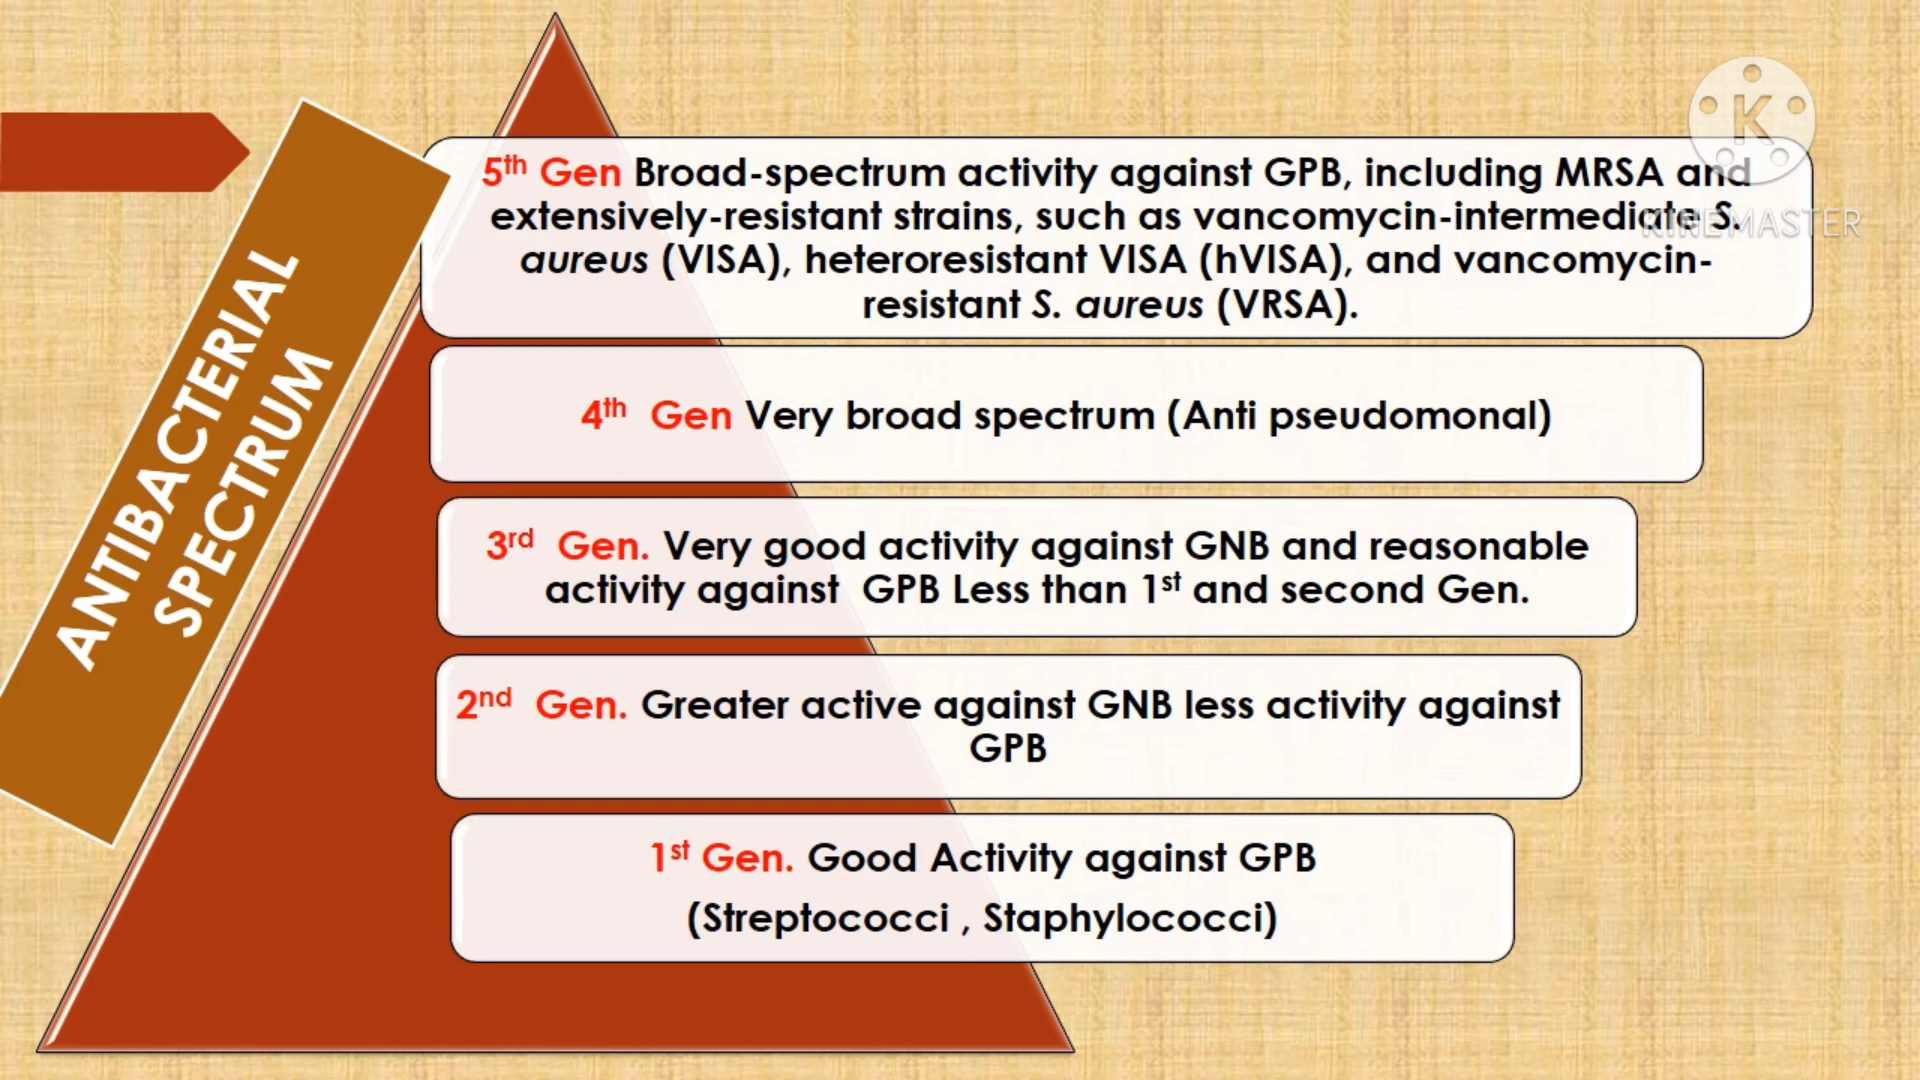 ANTIBACTERIAL
SPECTRUM
5th Gen Broad-spectrum activity against GPB, including MRSA and
extensively-resistant strains, such as vancomycin-intermediate S.
aureus (VISA), heteroresistant VISA (hVISA), and vancomycin-
resistant S. aureus (VRSA).
4th Gen Very broad spectrum (Anti pseudomonal)
3rd Gen. Very good activity against GNB and reasonable
activity against GPB Less than 1st and second Gen.
2nd Gen. Greater active against GNB less activity against
GPB
1st Gen. Good Activity against GPB
(Streptococci , Staphylococci)
K
KINEMASTER